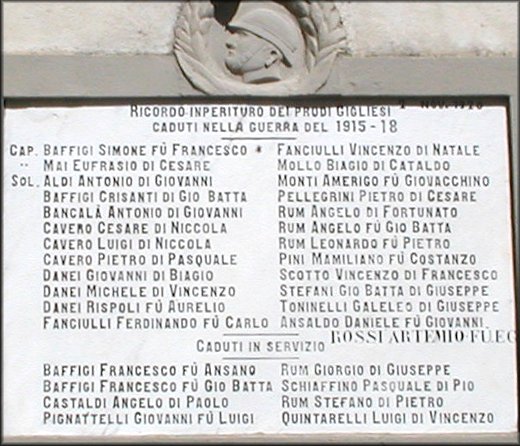 RICORDO IMPERITURO DEI PRODI GIGLIESI
2 NOV. 1920
CADUTI NELLA GUERRA DEL 1915-18
CAP. BAFFIGI SIMONE FÙ FRANCESCO * FANCIULLI VINCENZO DI NATALE
" MAI EUFRASIO DI CESARE MOLLO BIAGIO DI CATALDO
SOL. ALDI ANTONIO DI GIOVANNI MONTI AMERIGO FÙ GIOVACCHINO
BAFFIGI CRISANTI DI GIO BATTA PELLEGRINI PIETRO DI CESARE
BANCALÀ ANTONIO DI GIOVANNI RUM ANGELO DI FORTUNATO
CAVERO CESARE DI NICCOLA RUM ANGELO FÙ GIO BATTA
CAVERO LUIGI DI NICCOLA RUM LEONARDO FÙ PIETRO
CAVERO PIETRO DI PASQUALE PINI MAMILIANO FÙ COSTANZO
DANEI GIOVANNI DI BIAGIO SCOTTO VINCENZO DI FRANCESCO
DANEI MICHELE DI VINCENZO STEFANI GIO BATTA DI GIUSEPPE
DANEI RISPOLI FÙ AURELIO TONINELLI GALELEO DI GIUSEPPE
FANCIULLI FERDINANDO FÙ CARLO ANSALDO DANIELE FÙ GIOVANNI
ROSSI ARTEMIO FU EG
CADUTI IN SERVIZIO
BAFFIGI FRANCESCO FÙ ANSANO RUM GIORGIO DI GIUSEPPE
BAFFIGI FRANCESCO FÙ GIO BATTA SCHIAFFINO PASQUALE DI PIO
CASTALDI ANGELO DI PAOLO RUM STEFANO DI PIETRO
PIGNATTELLI GIOVANNI FÙ LUIGI QUINTARELLI LUIGI DI VINCENZO